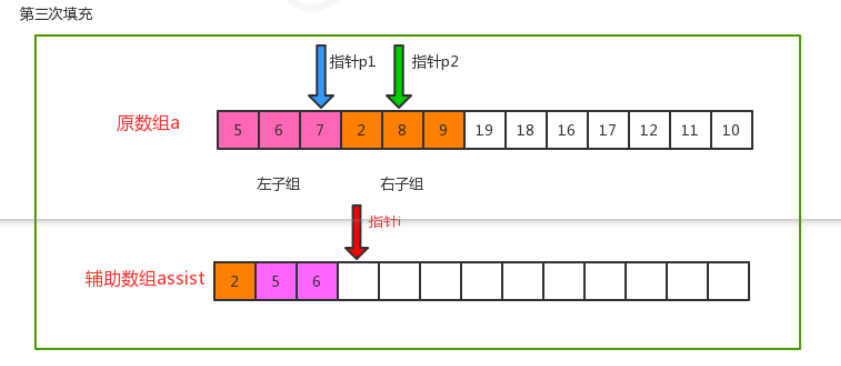 第三次填充
指针p1 指针p2
原数组a 5 6 7 2 8 9 19 18 16 17 12 11 10
左子组 右子组
指针i
辅助数组assist 2 5 6